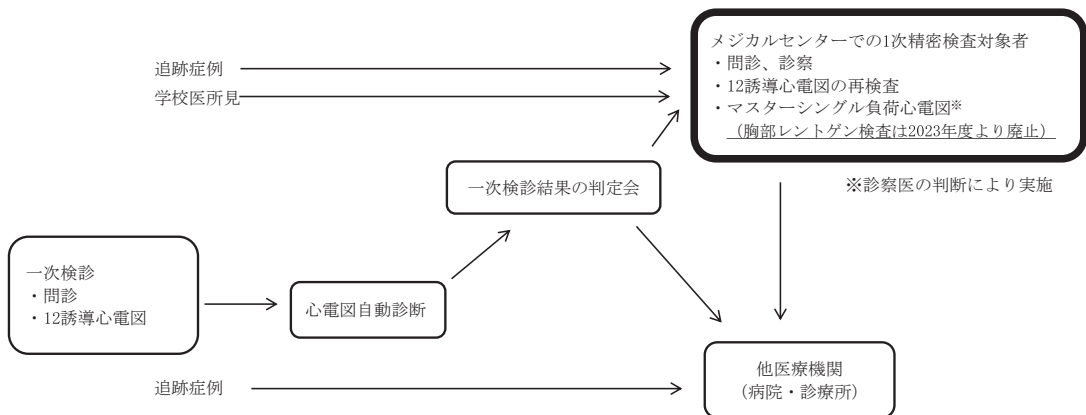 メジカルセンターでの1次精密検査対象者
・問診、診察
・12誘導心電図の再検査
・マスターシングル負荷心電図※
（胸部レントゲン検査は2023年度より廃止）
追跡症例
学校医所見
※診察医の判断により実施
一次検診結果の判定会
一次検診
・問診
・12誘導心電図
心電図自動診断
他医療機関
（病院・診療所）
追跡症例